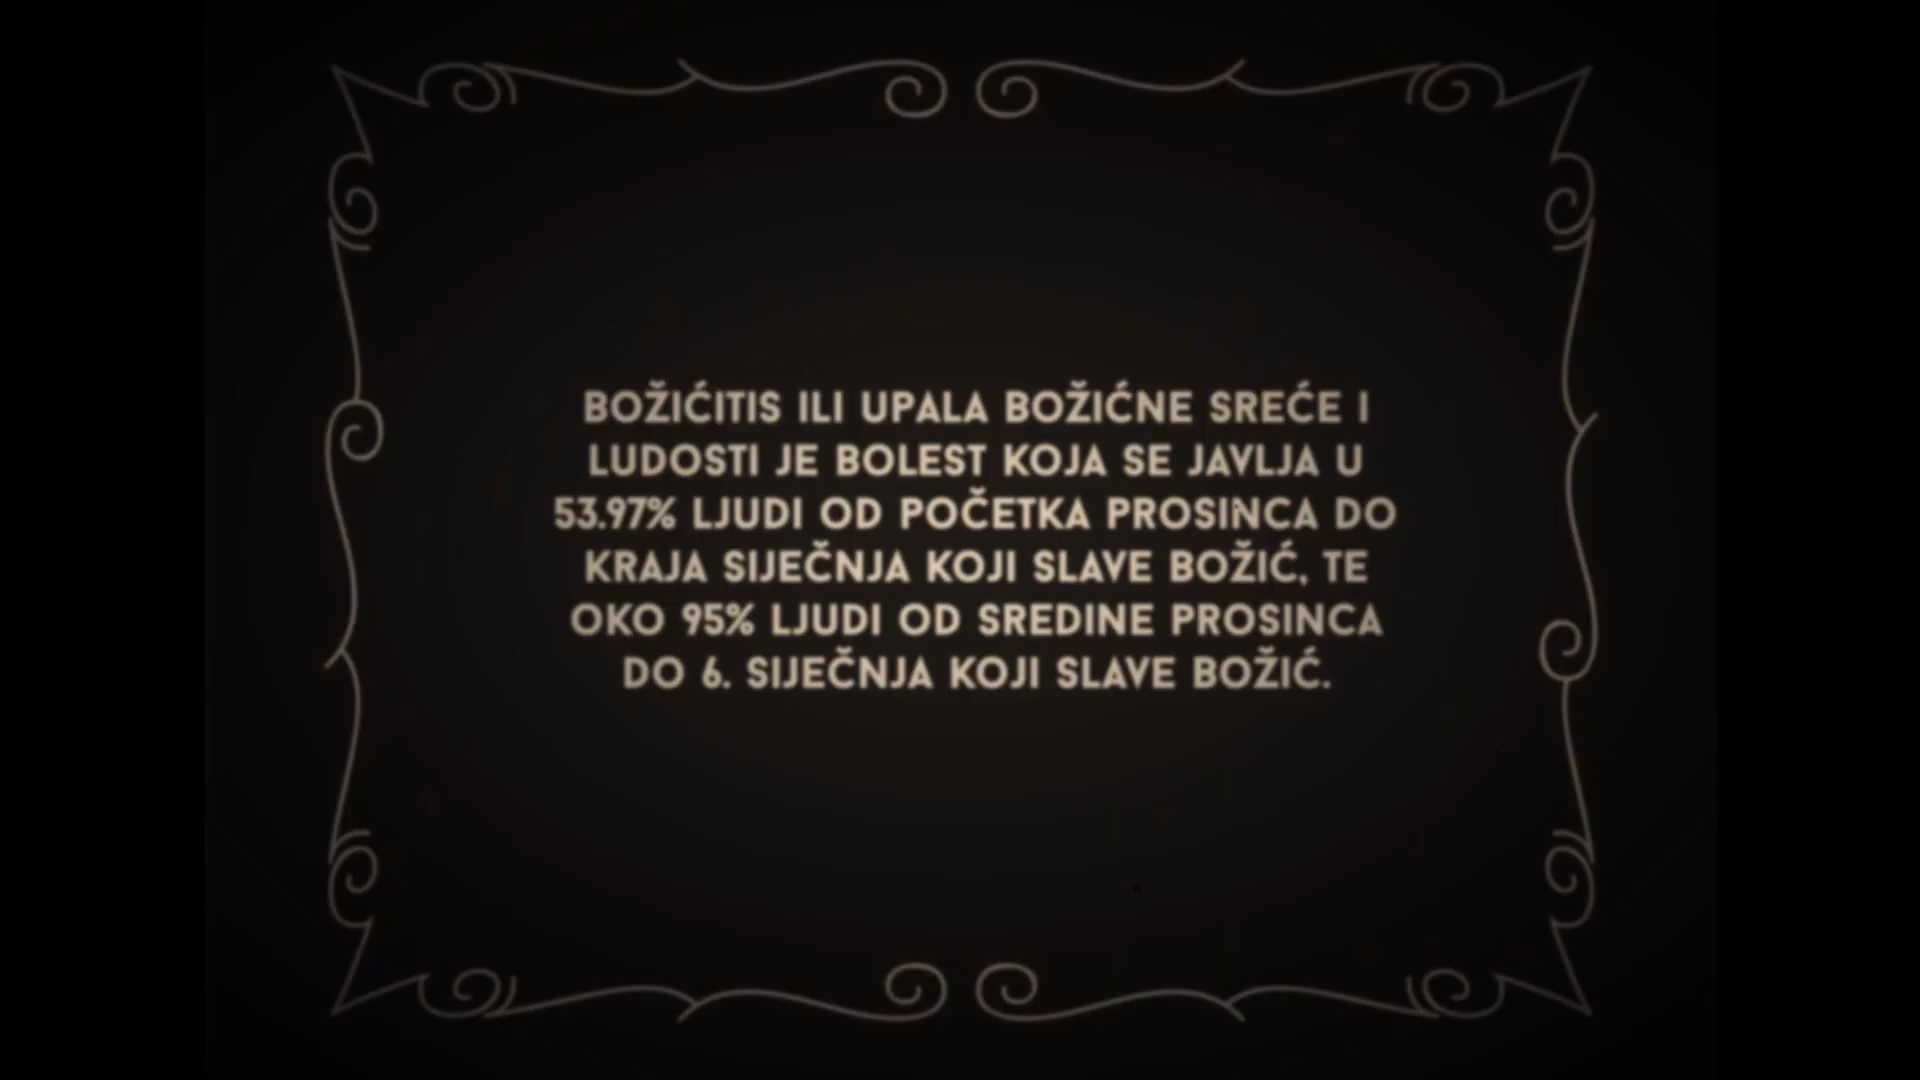 BOŽIĆITIS ILI UPALA BOŽIĆNE SREĆE I
LUDOSTI JE BOLEST KOJA SE JAVLJA U
53.97% LJUDI OD POČETKA PROSINCA DO
KRAJA SIJEČNJA KOJI SLAVE BOŽIĆ, TE
OKO 95% LJUDI OD SREDINE PROSINCA
DO 6. SIJEČNJA KOJI SLAVE BOŽIĆ.